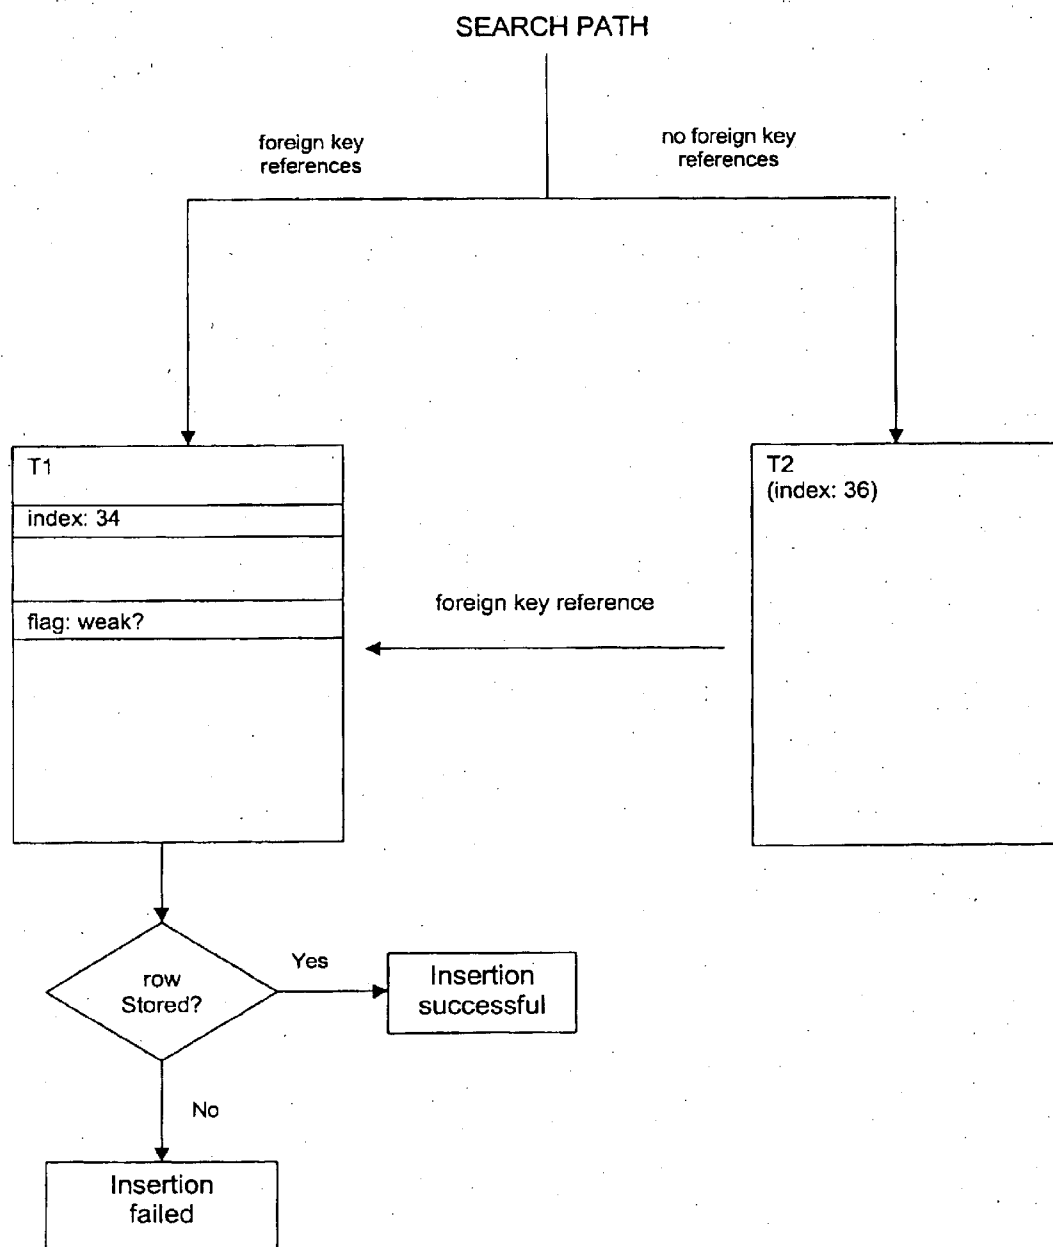 SEARCH PATH
foreign key
references
no foreign key
references
T1
index: 34
flag: weak?
T2
(index: 36)
foreign key reference
row
Stored?
Yes
Insertion
successful
No
Insertion
failed